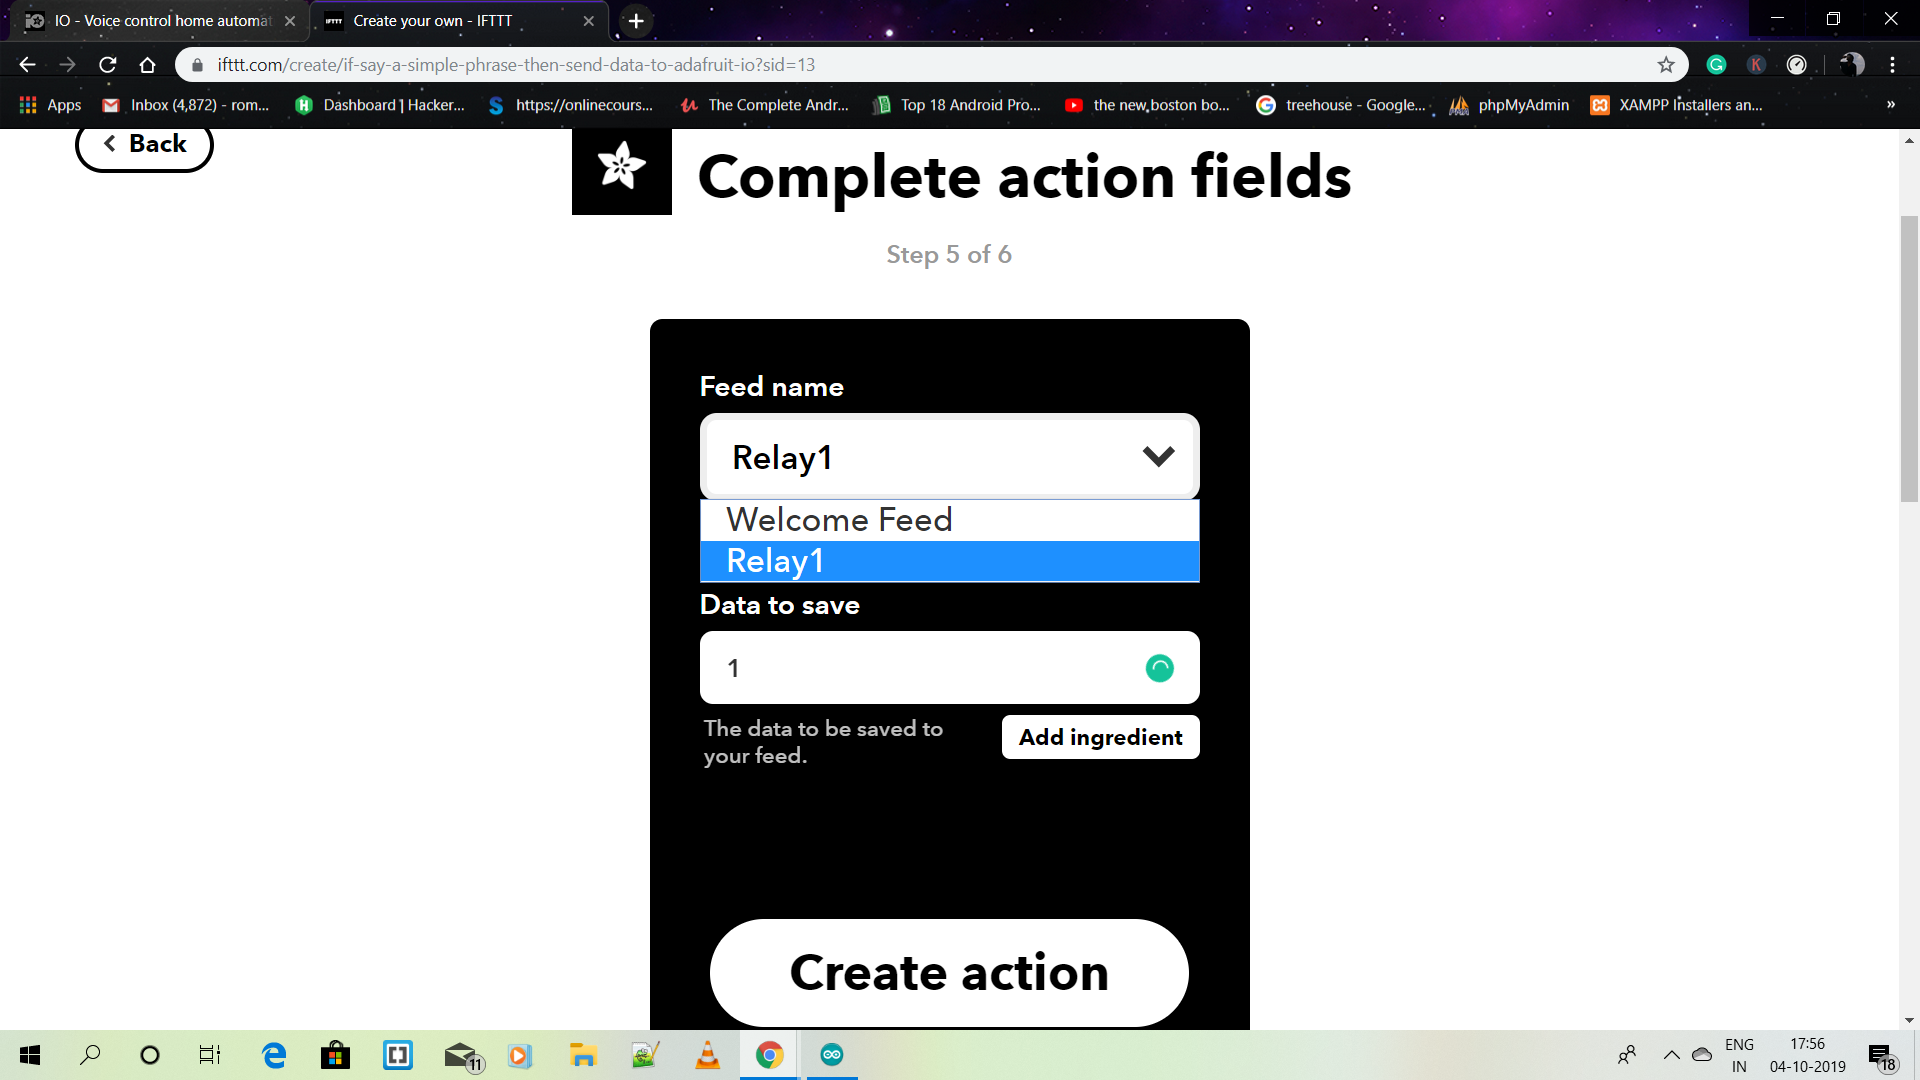 IO - Voice control home automat
IFTTT
Create your own - IFTTT
ifttt.com/create/if-say-a-simple-phrase-then-send-data-to-adafruit-io?sid=13
Apps
Inbox (4,872) - rom...
Dashboard | Hacker...
https://onlinecours...
The Complete Andr...
Top 18 Android Pro...
the new boston bo...
treehouse - Google...
phpMyAdmin
XAMPP Installers an...
»
Back
Complete action fields
Step 5 of 6
Feed name
Relay1
Welcome Feed
Relay1
Data to save
1
The data to be saved to
your feed.
Add ingredient
Create action
11
ENG
IN
17:56
04-10-2019
18